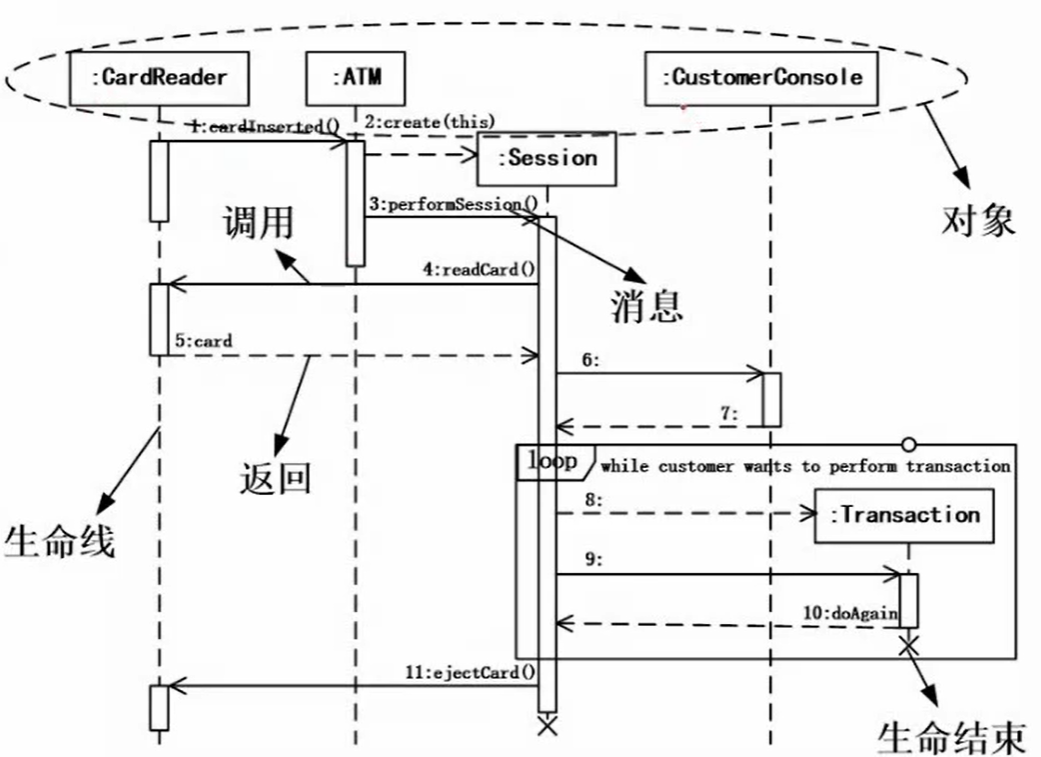 :CardReader
:ATM
:CustomerConsole
1:cardInserted()
2:create(this)
:Session
对象
3:performSession()
调用
4:readCard()
消息
5:card
6:
7:
返回
loop
while customer wants to perform transaction
8:
:Transaction
生命线
9:
10:doAgain
11:ejectCard()
生命结束